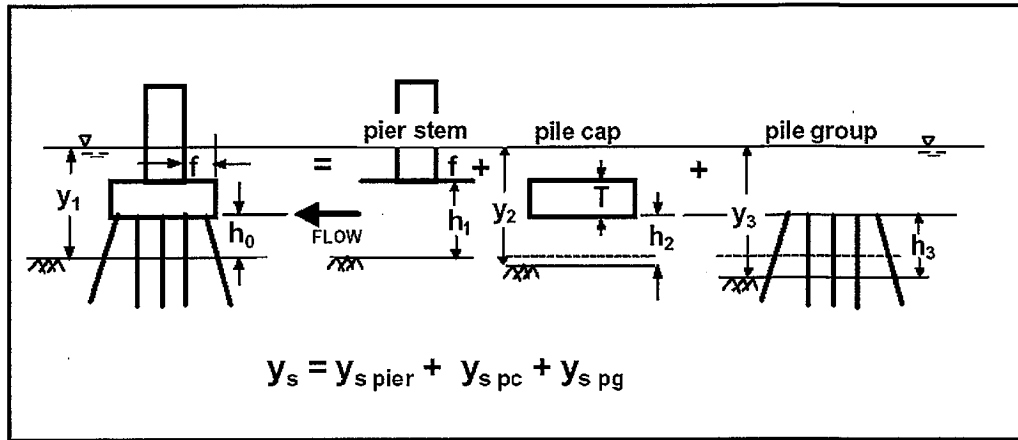 pier stem
pile cap
pile group
f
=
f
+
+
y1
h0
FLOW
h1
y2
T
h2
y3
h3
ys = ys pier + ys pc + ys pg